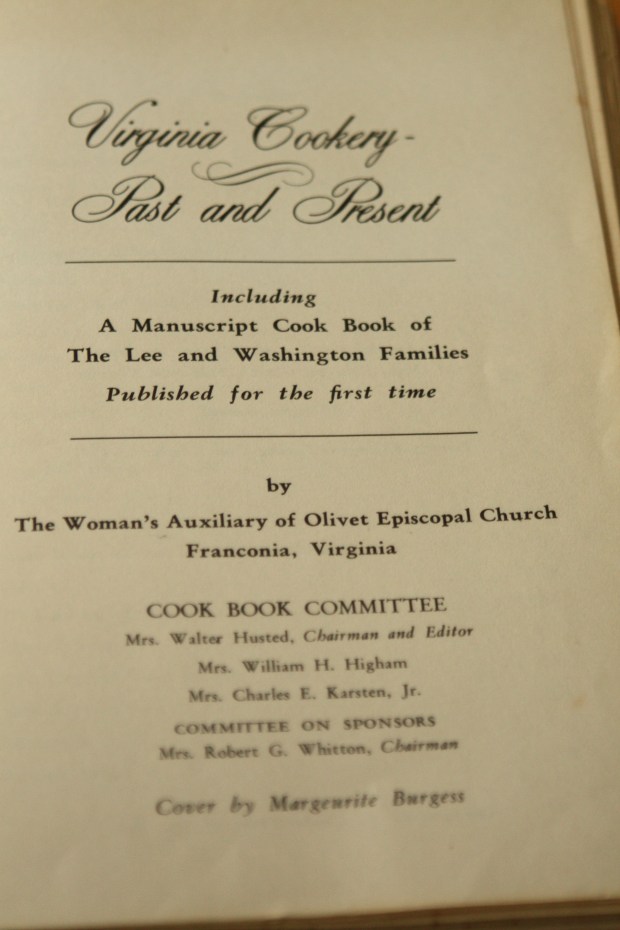 Virginia Cookery -
Past and Present
Including
A Manuscript Cook Book of
The Lee and Washington Families
Published for the first time
by
The Woman's Auxiliary of Olivet Episcopal Church
Franconia, Virginia
COOK BOOK COMMITTEE
Mrs. Walter Husted, Chairman and Editor
Mrs. William H. Higham
Mrs. Charles E. Karsten, Jr.
COMMITTEE ON SPONSORS
Mrs. Robert G. Whitton, Chairman
Cover by Margeurite Burgess